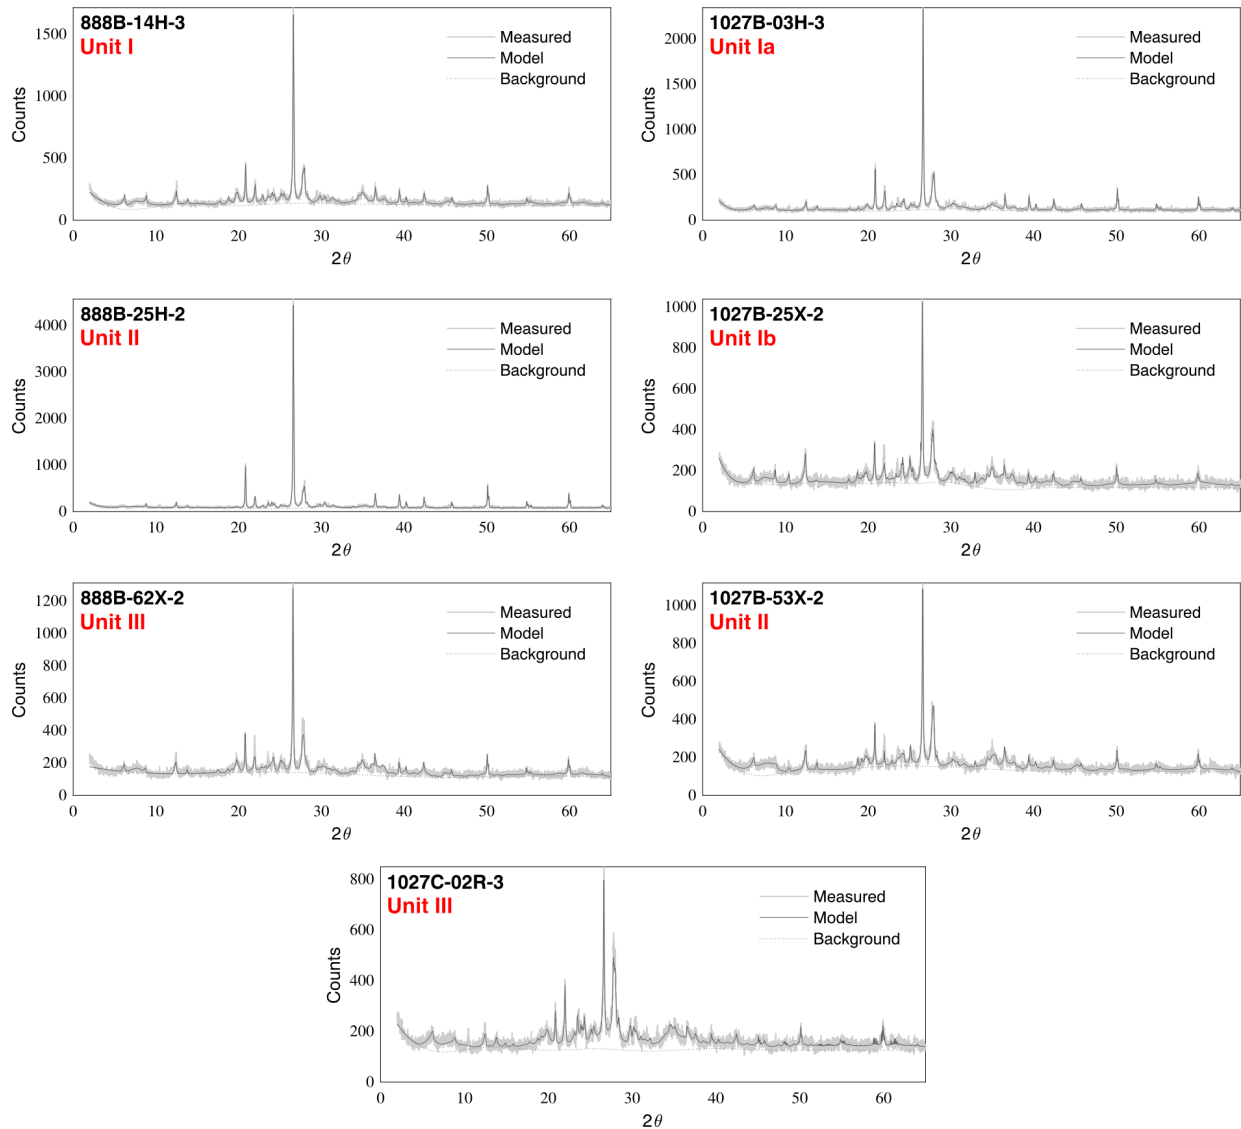 888B-14H-3
Unit I
Measured
Model
Background
Counts
1500
1000
500
0
0 10 20 30 40 50 60
2θ
1027B-03H-3
Unit Ia
Measured
Model
Background
Counts
2000
1500
1000
500
0
0 10 20 30 40 50 60
2θ
888B-25H-2
Unit II
Measured
Model
Background
Counts
4000
3000
2000
1000
0
0 10 20 30 40 50 60
2θ
1027B-25X-2
Unit Ib
Measured
Model
Background
Counts
1000
800
600
400
200
0
0 10 20 30 40 50 60
2θ
888B-62X-2
Unit III
Measured
Model
Background
Counts
1200
1000
800
600
400
200
0
0 10 20 30 40 50 60
2θ
1027B-53X-2
Unit II
Measured
Model
Background
Counts
1000
800
600
400
200
0
0 10 20 30 40 50 60
2θ
1027C-02R-3
Unit III
Measured
Model
Background
Counts
800
600
400
200
0
0 10 20 30 40 50 60
2θ